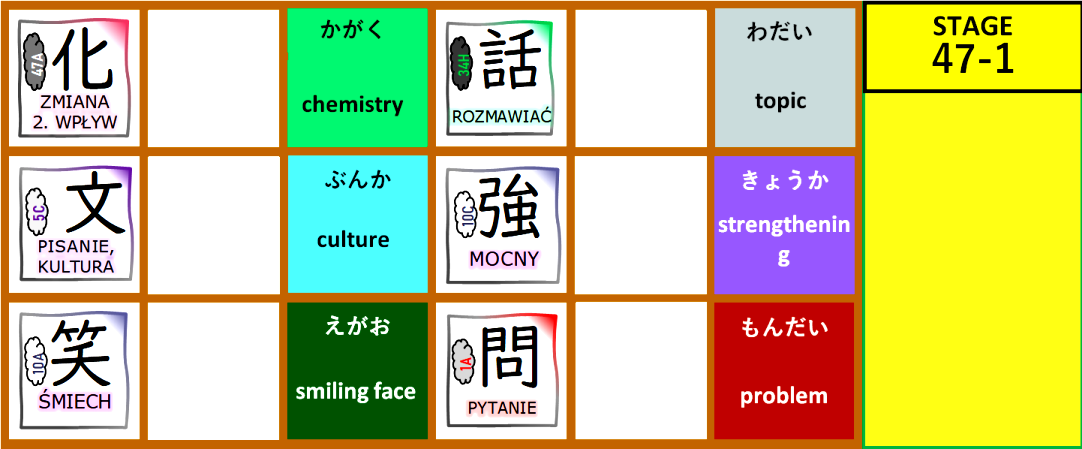 化
47A
ZMIANA
2. WPŁYW
かがく
chemistry
話
34H
ROZMAWIAĆ
わだい
topic
STAGE
47-1
文
5C
PISANIE,
KULTURA
ぶんか
culture
強
10C
MOCNY
きょうか
strengthenin
g
笑
10A
ŚMIECH
えがお
smiling face
問
1A
PYTANIE
もんだい
problem